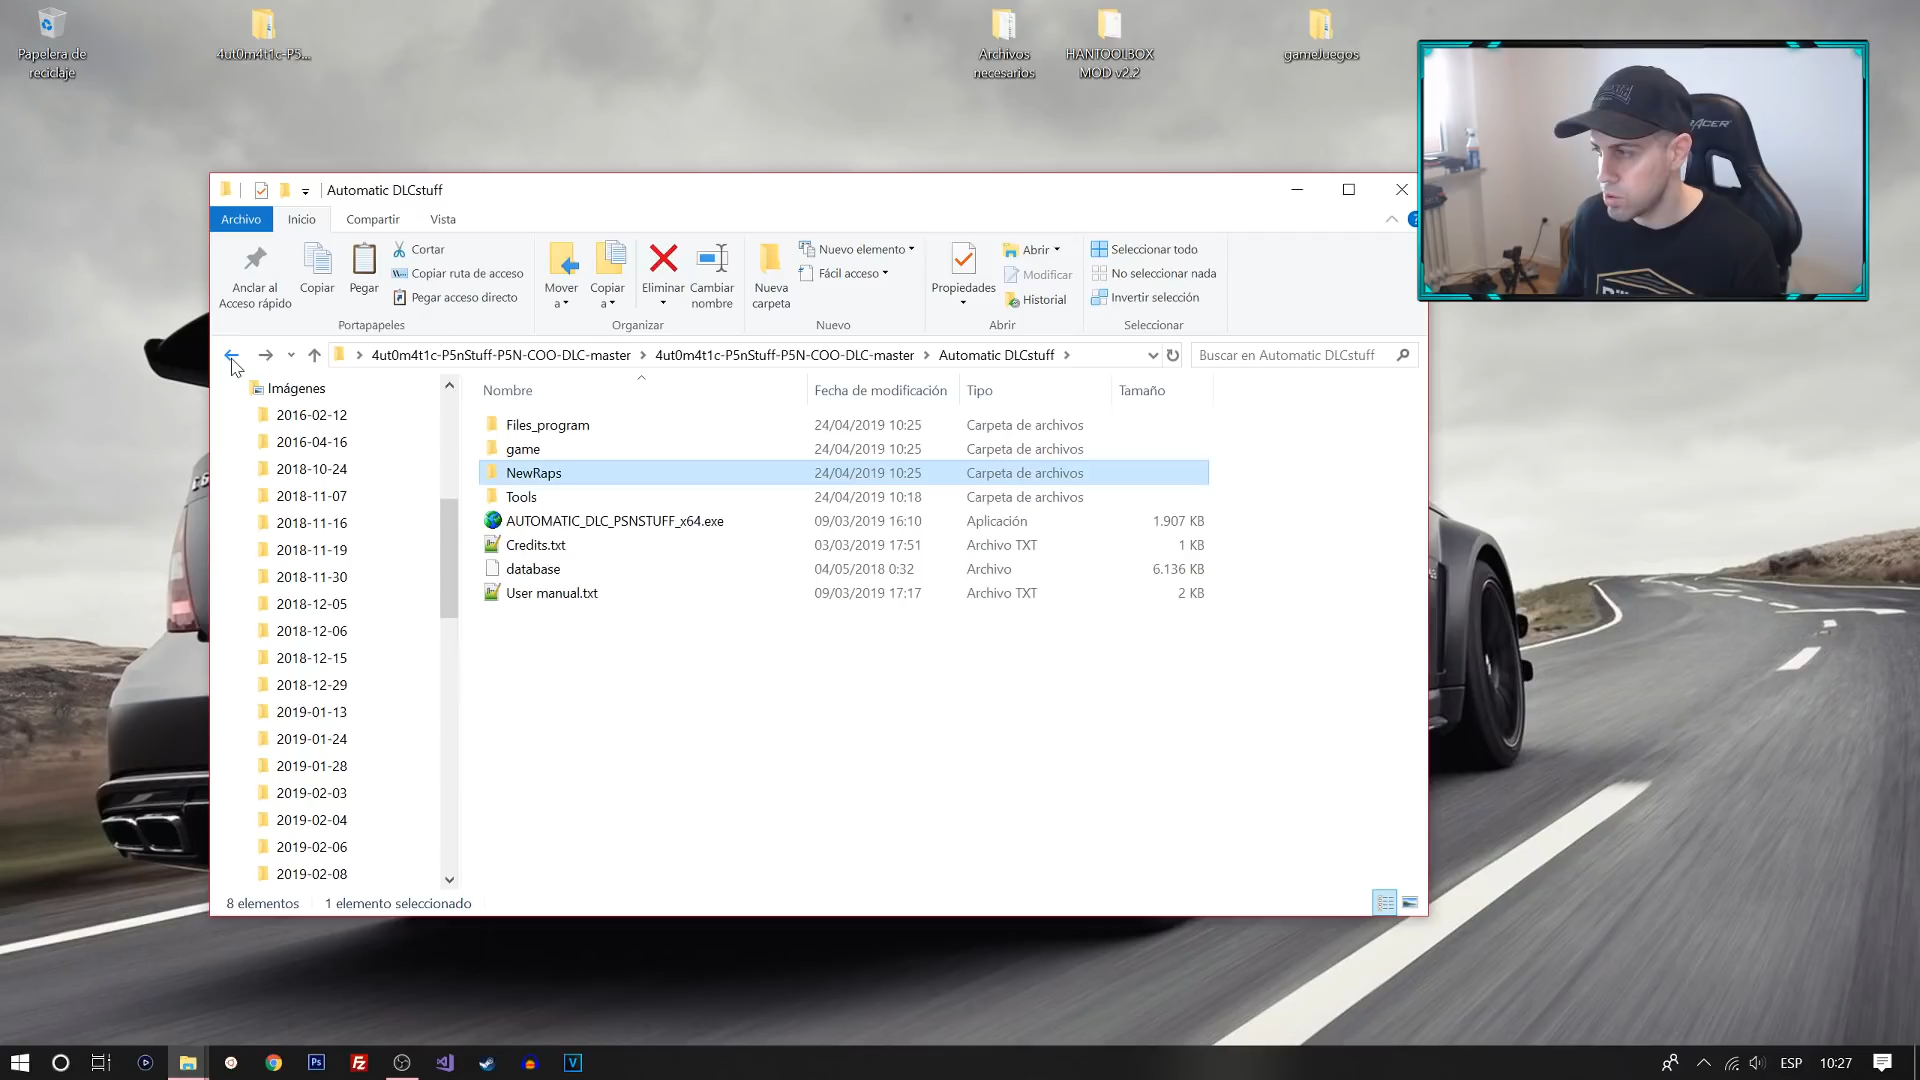 Papelera de
reciclaje
4ut0m4t1c-P5...
Archivos
necesarios
HANTOOLBOX
MOD v2.2
gameJuegos
RACER
Automatic DLCstuff
Archivo
Inicio
Compartir
Vista
Anclar al
Acceso rápido
Copiar
Pegar
Cortar
Copiar ruta de acceso
Pegar acceso directo
Portapapeles
Mover
a
Copiar
a
Eliminar
Cambiar
nombre
Organizar
Nueva
carpeta
Nuevo elemento
Fácil acceso
Nuevo
Propiedades
Abrir
Modificar
Historial
Abrir
Seleccionar todo
No seleccionar nada
Invertir selección
Seleccionar
4ut0m4t1c-P5nStuff-P5N-COO-DLC-master
4ut0m4t1c-P5nStuff-P5N-COO-DLC-master
Automatic DLCstuff
Buscar en Automatic DLCstuff
Imágenes
2016-02-12
2016-04-16
2018-10-24
2018-11-07
2018-11-16
2018-11-19
2018-11-30
2018-12-05
2018-12-06
2018-12-15
2018-12-29
2019-01-13
2019-01-24
2019-01-28
2019-02-03
2019-02-04
2019-02-06
2019-02-08
Nombre Fecha de modificación Tipo Tamaño
Files_program 24/04/2019 10:25 Carpeta de archivos
game 24/04/2019 10:25 Carpeta de archivos
NewRaps 24/04/2019 10:25 Carpeta de archivos
Tools 24/04/2019 10:18 Carpeta de archivos
AUTOMATIC_DLC_PSNSTUFF_x64.exe 09/03/2019 16:10 Aplicación 1.907 KB
Credits.txt 03/03/2019 17:51 Archivo TXT 1 KB
database 04/05/2018 0:32 Archivo 6.136 KB
User manual.txt 09/03/2019 17:17 Archivo TXT 2 KB
8 elementos 1 elemento seleccionado
Ps
Fz
V
ESP
10:27